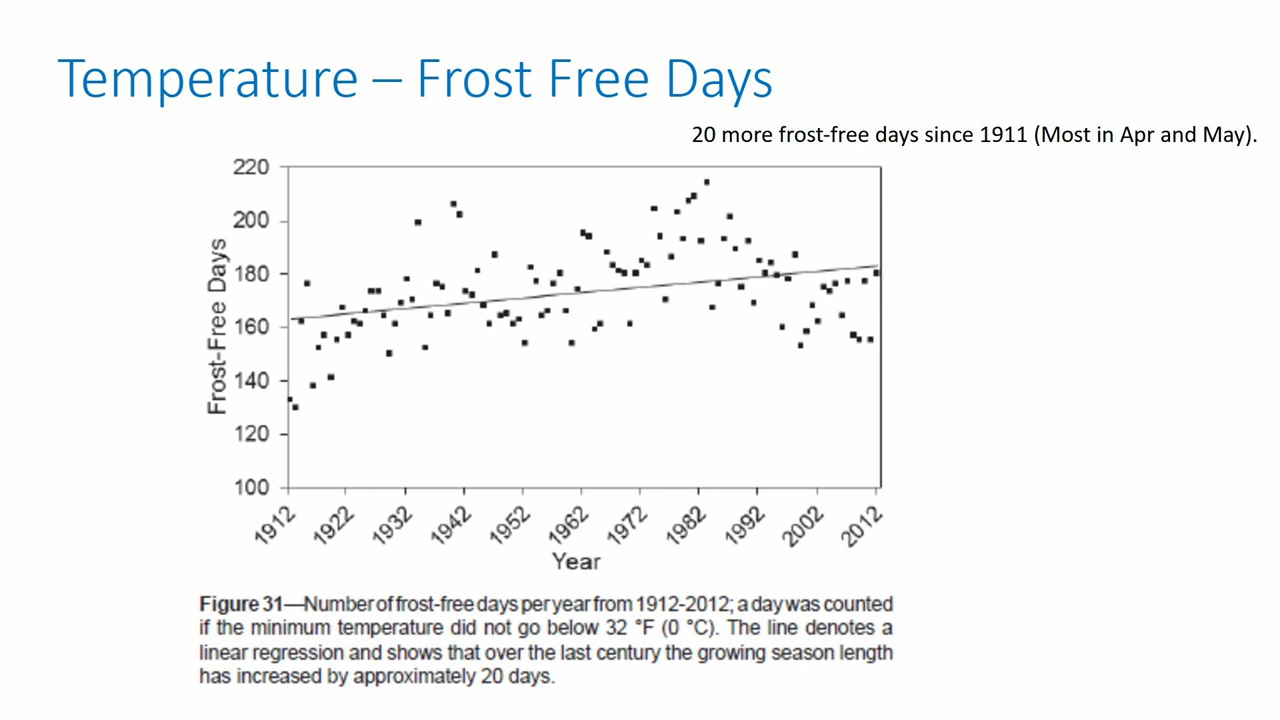 Temperature – Frost Free Days
20 more frost-free days since 1911 (Most in Apr and May).
220
200
180
160
140
120
100
Frost-Free Days
1912
1922
1932
1942
1952
1962
1972
1982
1992
2002
2012
Year
Figure 31—Number of frost-free days per year from 1912-2012; a day was counted
if the minimum temperature did not go below 32 °F (0 °C). The line denotes a
linear regression and shows that over the last century the growing season length
has increased by approximately 20 days.